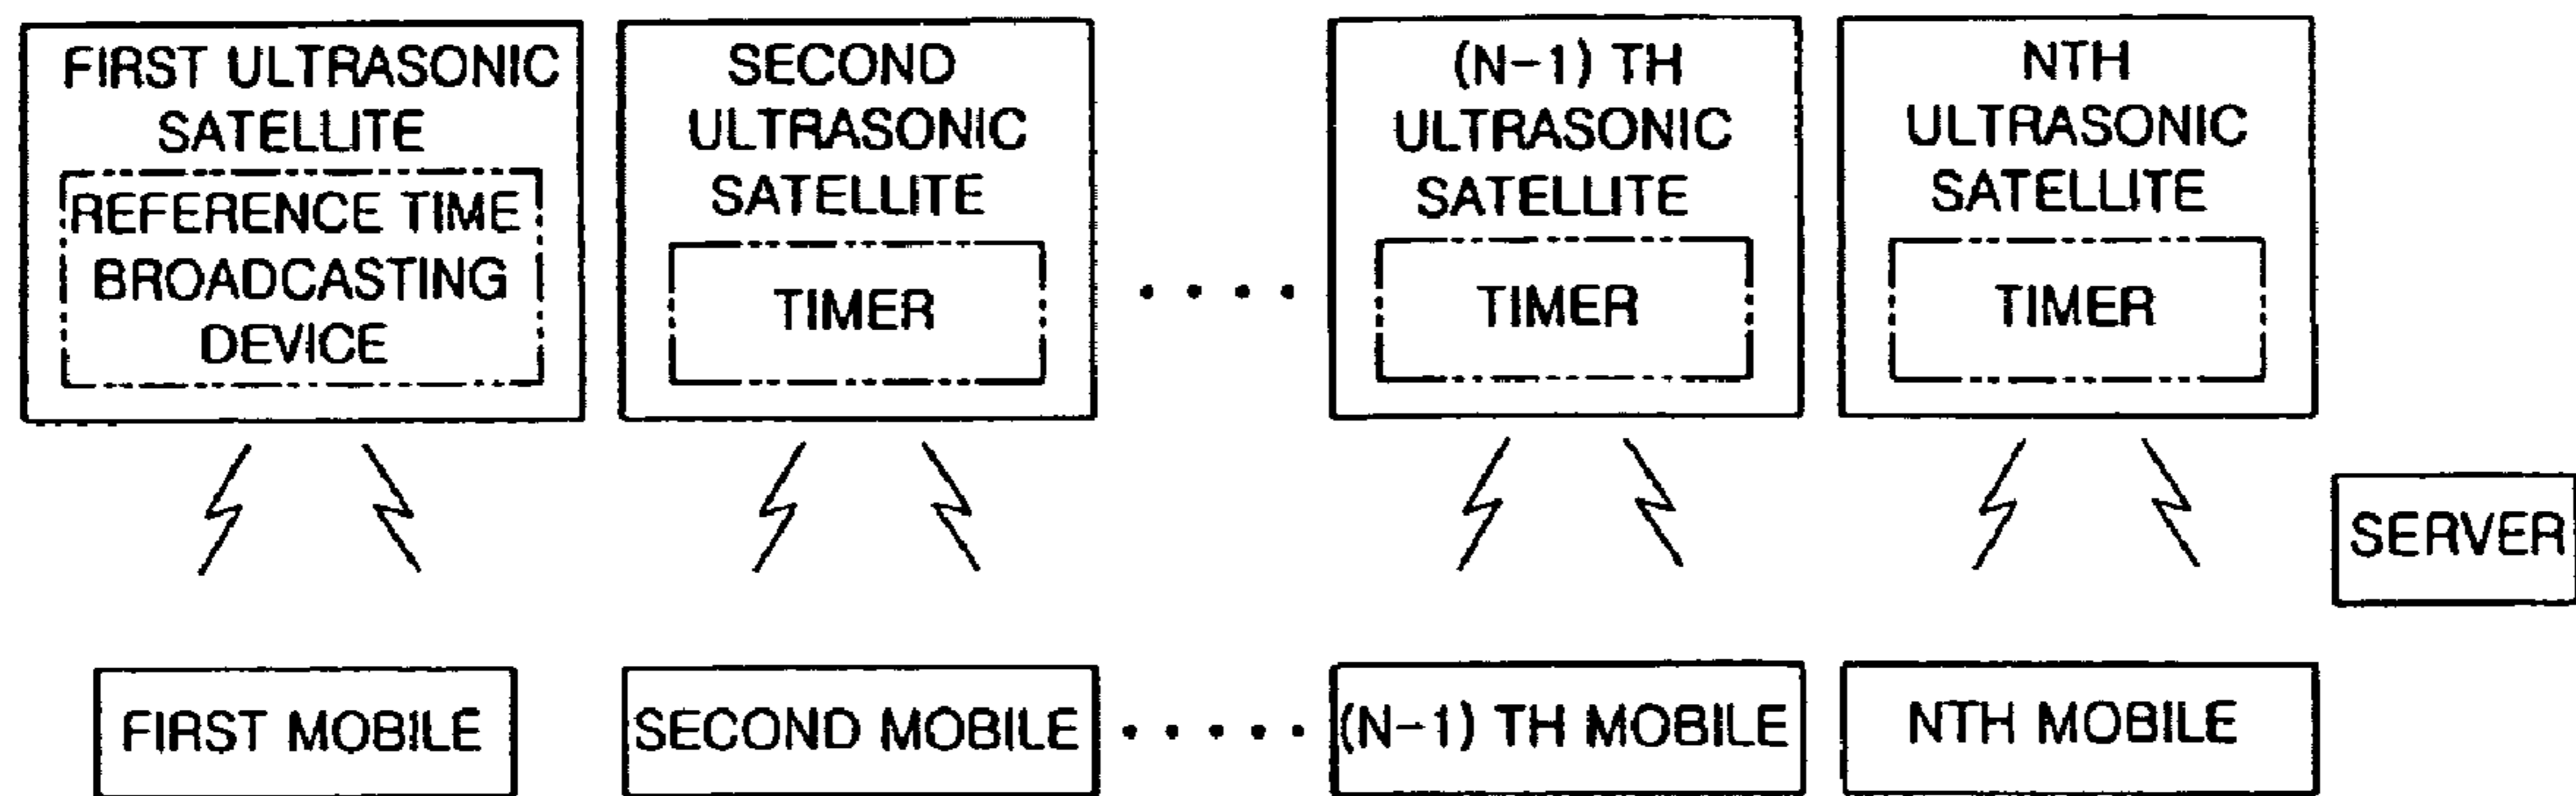 FIRST ULTRASONIC
SATELLITE
REFERENCE TIME
BROADCASTING
DEVICE
SECOND
ULTRASONIC
SATELLITE
TIMER
(N-1) TH
ULTRASONIC
SATELLITE
TIMER
NTH
ULTRASONIC
SATELLITE
TIMER
SERVER
FIRST MOBILE
SECOND MOBILE
(N-1) TH MOBILE
NTH MOBILE